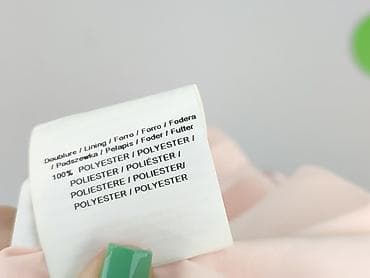 Doublure / Lining / Forro / Forro / Fodera
/ Podszewka / Pelapis / Foder / Futter
100% POLYESTER / POLYESTER /
POLIESTER / POLIÉSTER /
POLIESTERE / POLIESTER/
POLYESTER / POLYESTER